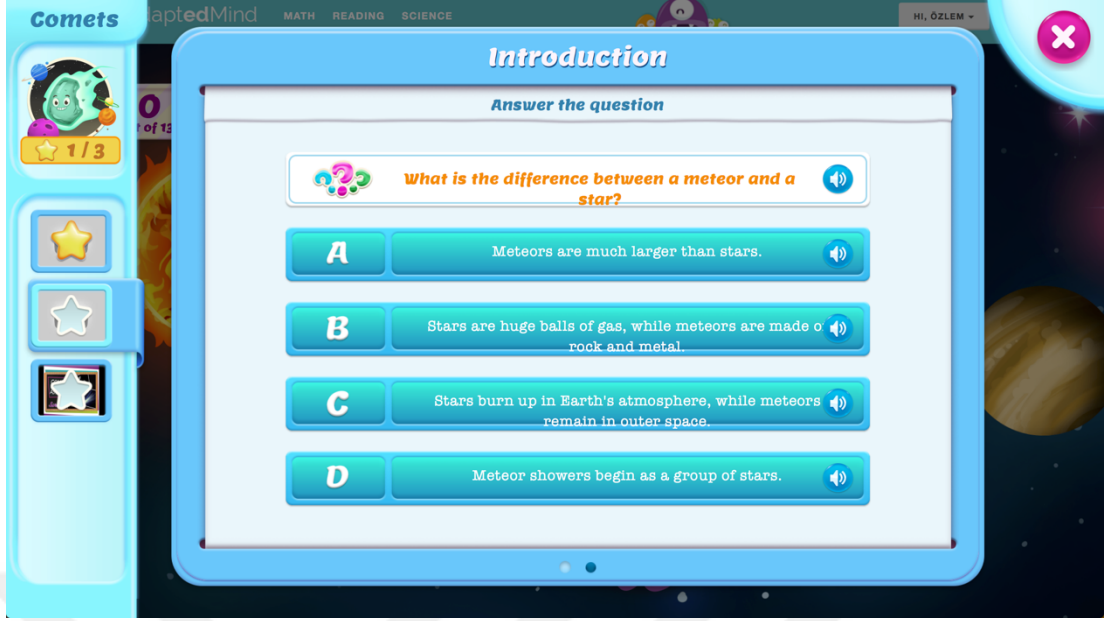 Comets
daptedMind
MATH READING SCIENCE
HI, ÖZLEM
Introduction
Answer the question
1 / 3
0
of 13
What is the difference between a meteor and a
star?
A
Meteors are much larger than stars.
B
Stars are huge balls of gas, while meteors are made
rock and metal.
C
Stars burn up in Earth's atmosphere, while meteors
remain in outer space.
D
Meteor showers begin as a group of stars.